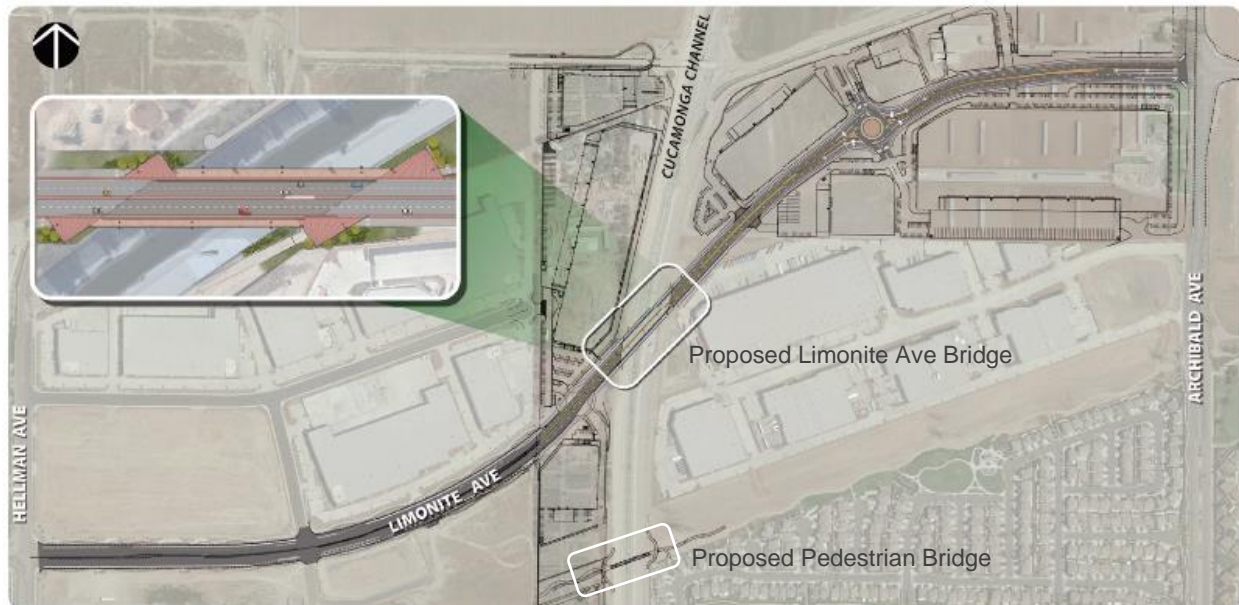 CUCAMONGA CHANNEL
Proposed Limonite Ave Bridge
ARCHIBALD AVE
HELLMAN AVE
LIMONITE AVE
Proposed Pedestrian Bridge